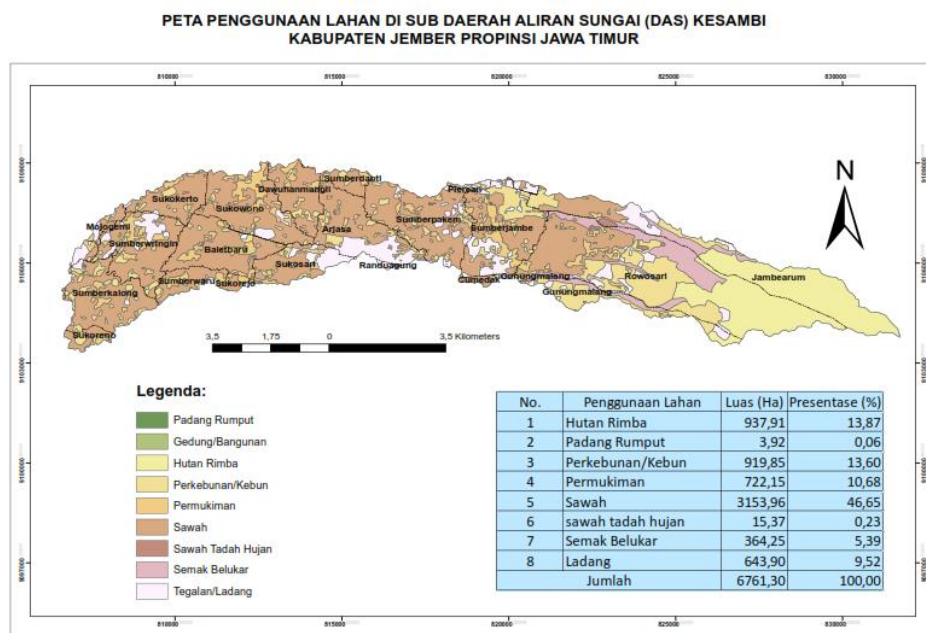 PETA PENGGUNAAN LAHAN DI SUB DAERAH ALIRAN SUNGAI (DAS) KESAMBI
KABUPATEN JEMBER PROPINSI JAWA TIMUR
810000 815000 820000 825000 830000
N
Sumberdanti
Dawuhanmangli
Plerean
Sukokerto
Sukowono
Sumberpakem
Mojogemi
Arjasa
Sumberjambe
Sumberwringin
Baletbaru
Sukosari
Randuagung
Cumedak
Gunungmalang
Rowosari
Jambearum
Sumberwaru
Sukorejo
Gunungmalang
Sumberkalong
Sukoreno
3,5 1,75 0 3,5 Kilometers
Legenda:
Padang Rumput
Gedung/Bangunan
Hutan Rimba
Perkebunan/Kebun
Permukiman
Sawah
Sawah Tadah Hujan
Semak Belukar
Tegalan/Ladang
No. Penggunaan Lahan Luas (Ha) Presentase (%)
1 Hutan Rimba 937,91 13,87
2 Padang Rumput 3,92 0,06
3 Perkebunan/Kebun 919,85 13,60
4 Permukiman 722,15 10,68
5 Sawah 3153,96 46,65
6 sawah tadah hujan 15,37 0,23
7 Semak Belukar 364,25 5,39
8 Ladang 643,90 9,52
Jumlah 6761,30 100,00
810000 815000 820000 825000 830000